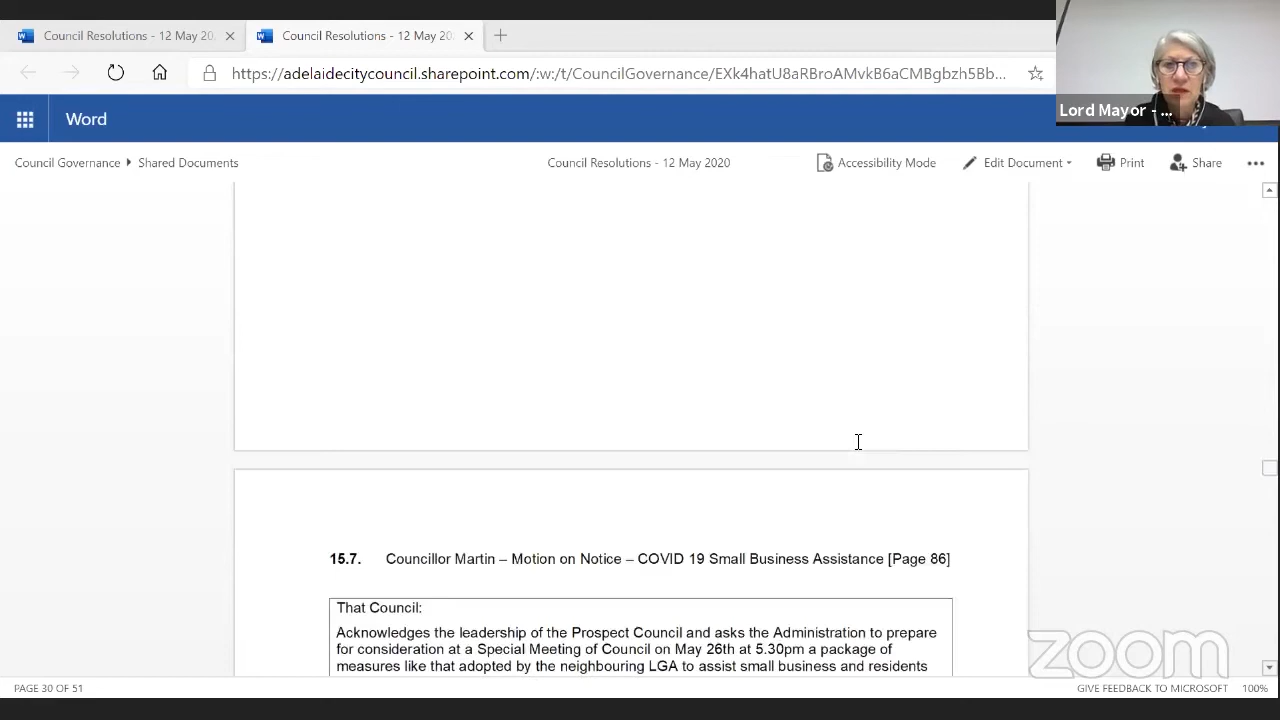 Council Resolutions - 12 May 20
Council Resolutions - 12 May 20
https://adelaidecitycouncil.sharepoint.com/:w:/t/CouncilGovernance/EXk4hatU8aRBroAMvkB6aCMBgbzh5Bb...
Lord Mayor - ...
Word
Council Governance Shared Documents
Council Resolutions - 12 May 2020
Accessibility Mode
Edit Document
Print
Share
15.7. Councillor Martin – Motion on Notice – COVID 19 Small Business Assistance [Page 86]
That Council:
Acknowledges the leadership of the Prospect Council and asks the Administration to prepare
for consideration at a Special Meeting of Council on May 26th at 5.30pm a package of
measures like that adopted by the neighbouring LGA to assist small business and residents
zoom
PAGE 30 OF 51
GIVE FEEDBACK TO MICROSOFT
100%